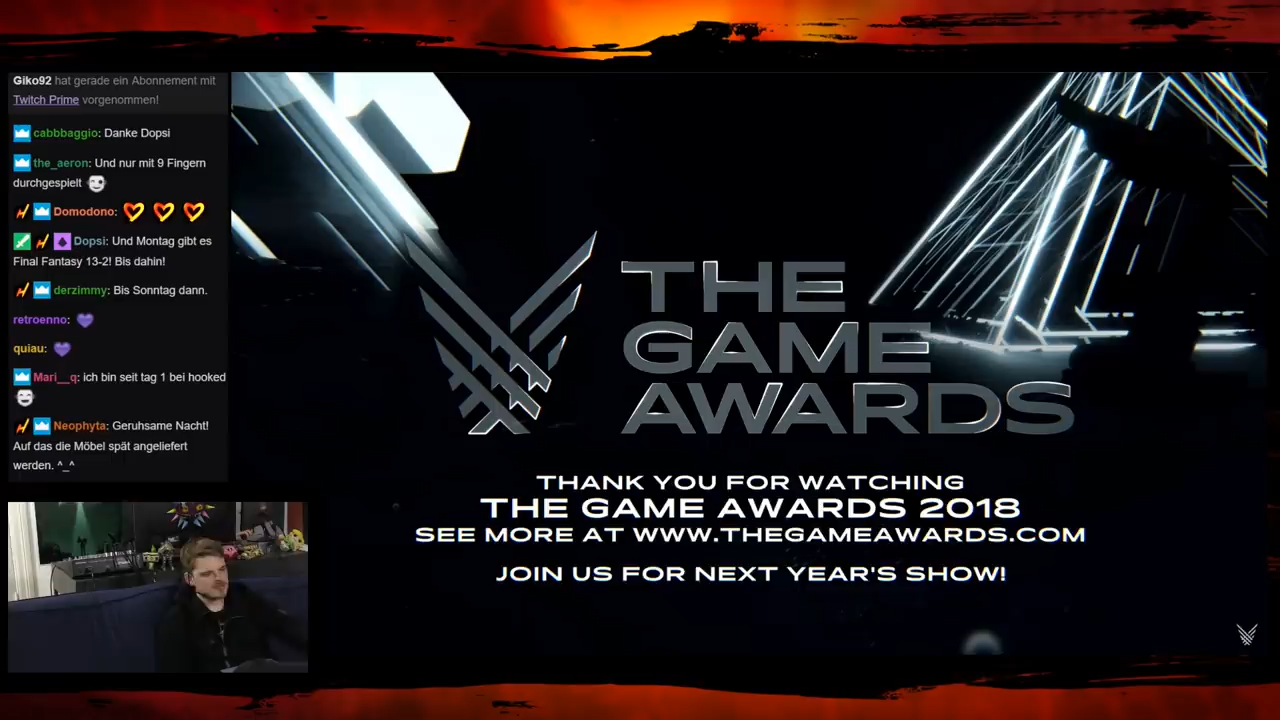 Giko92 hat gerade ein Abonnement mit
Twitch Prime vorgenommen!
cabbbaggio: Danke Dopsi
the_aeron: Und nur mit 9 Fingern
durchgespielt
Domodono:
Dopsi: Und Montag gibt es
Final Fantasy 13-2! Bis dahin!
derzimmy: Bis Sonntag dann.
retroenno:
quiau:
Mari__q: ich bin seit tag 1 bei hooked
Neophyta: Geruhsame Nacht!
Auf das die Möbel spät angeliefert
werden. ^_^
THE
GAME
AWARDS
THANK YOU FOR WATCHING
THE GAME AWARDS 2018
SEE MORE AT WWW.THEGAMEAWARDS.COM
JOIN US FOR NEXT YEAR'S SHOW!